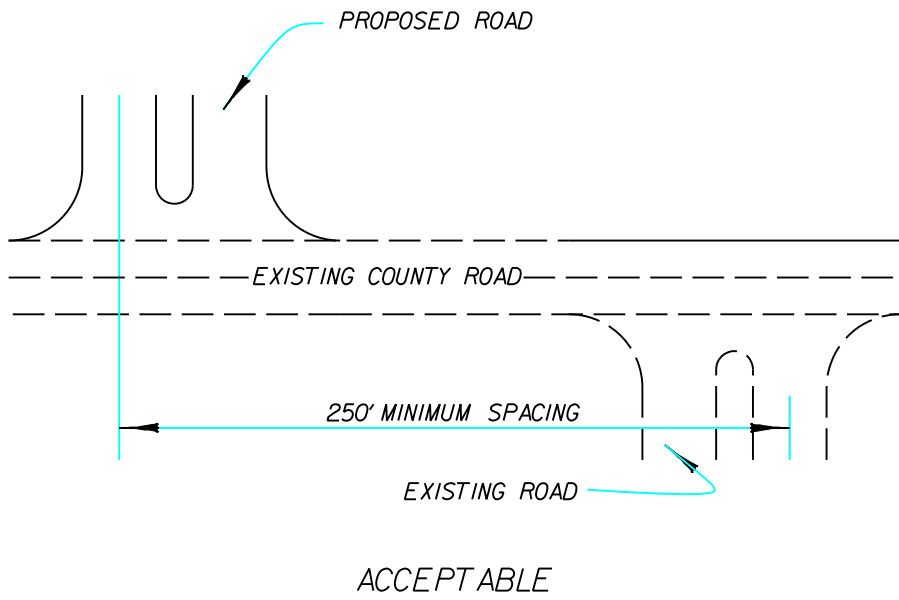 PROPOSED ROAD
EXISTING COUNTY ROAD
250' MINIMUM SPACING
EXISTING ROAD
ACCEPTABLE